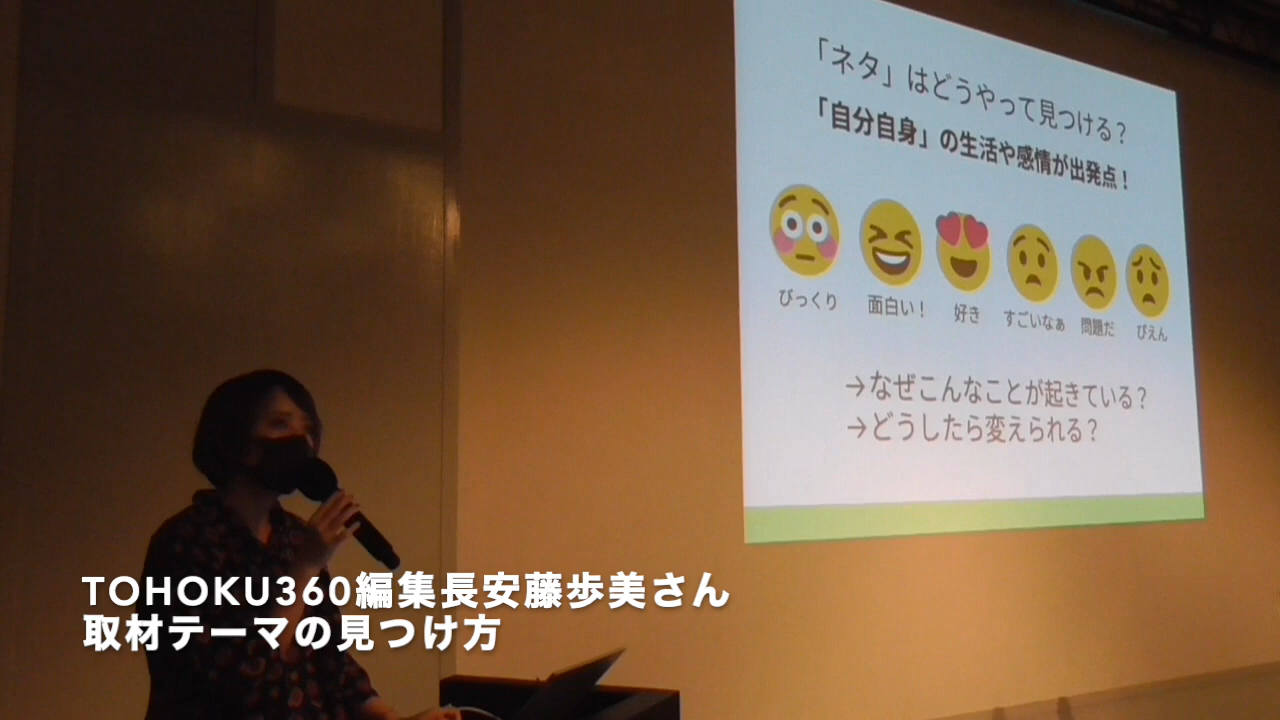 「ネタ」はどうやって見つける？
「自分自身」の生活や感情が出発点！
びっくり 面白い！ 好き すごいなぁ 問題だ ぴえん
→なぜこんなことが起きている？
→どうしたら変えられる？
TOHOKU360編集長安藤歩美さん
取材テーマの見つけ方